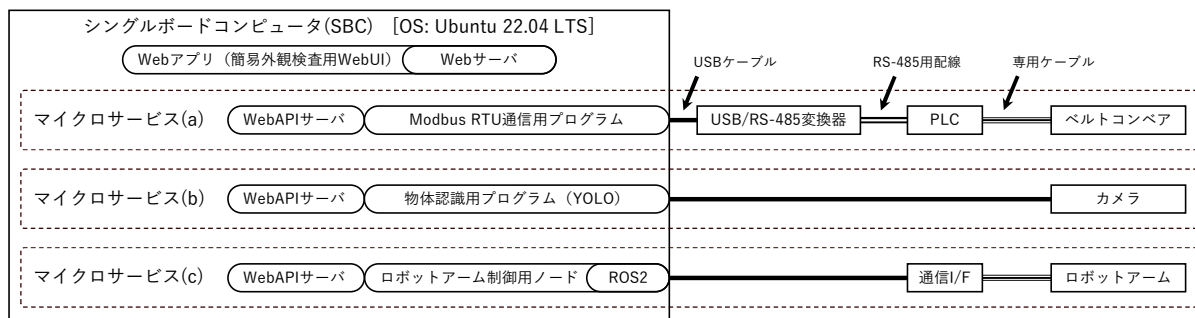 シングルボードコンピュータ(SBC) [OS: Ubuntu 22.04 LTS]
Webアプリ（簡易外観検査用WebUI） Webサーバ
USBケーブル RS-485用配線 専用ケーブル
マイクロサービス(a) WebAPIサーバ Modbus RTU通信用プログラム USB/RS-485変換器 PLC ベルトコンベア
マイクロサービス(b) WebAPIサーバ 物体認識用プログラム（YOLO） カメラ
マイクロサービス(c) WebAPIサーバ ロボットアーム制御用ノード ROS2 通信I/F ロボットアーム